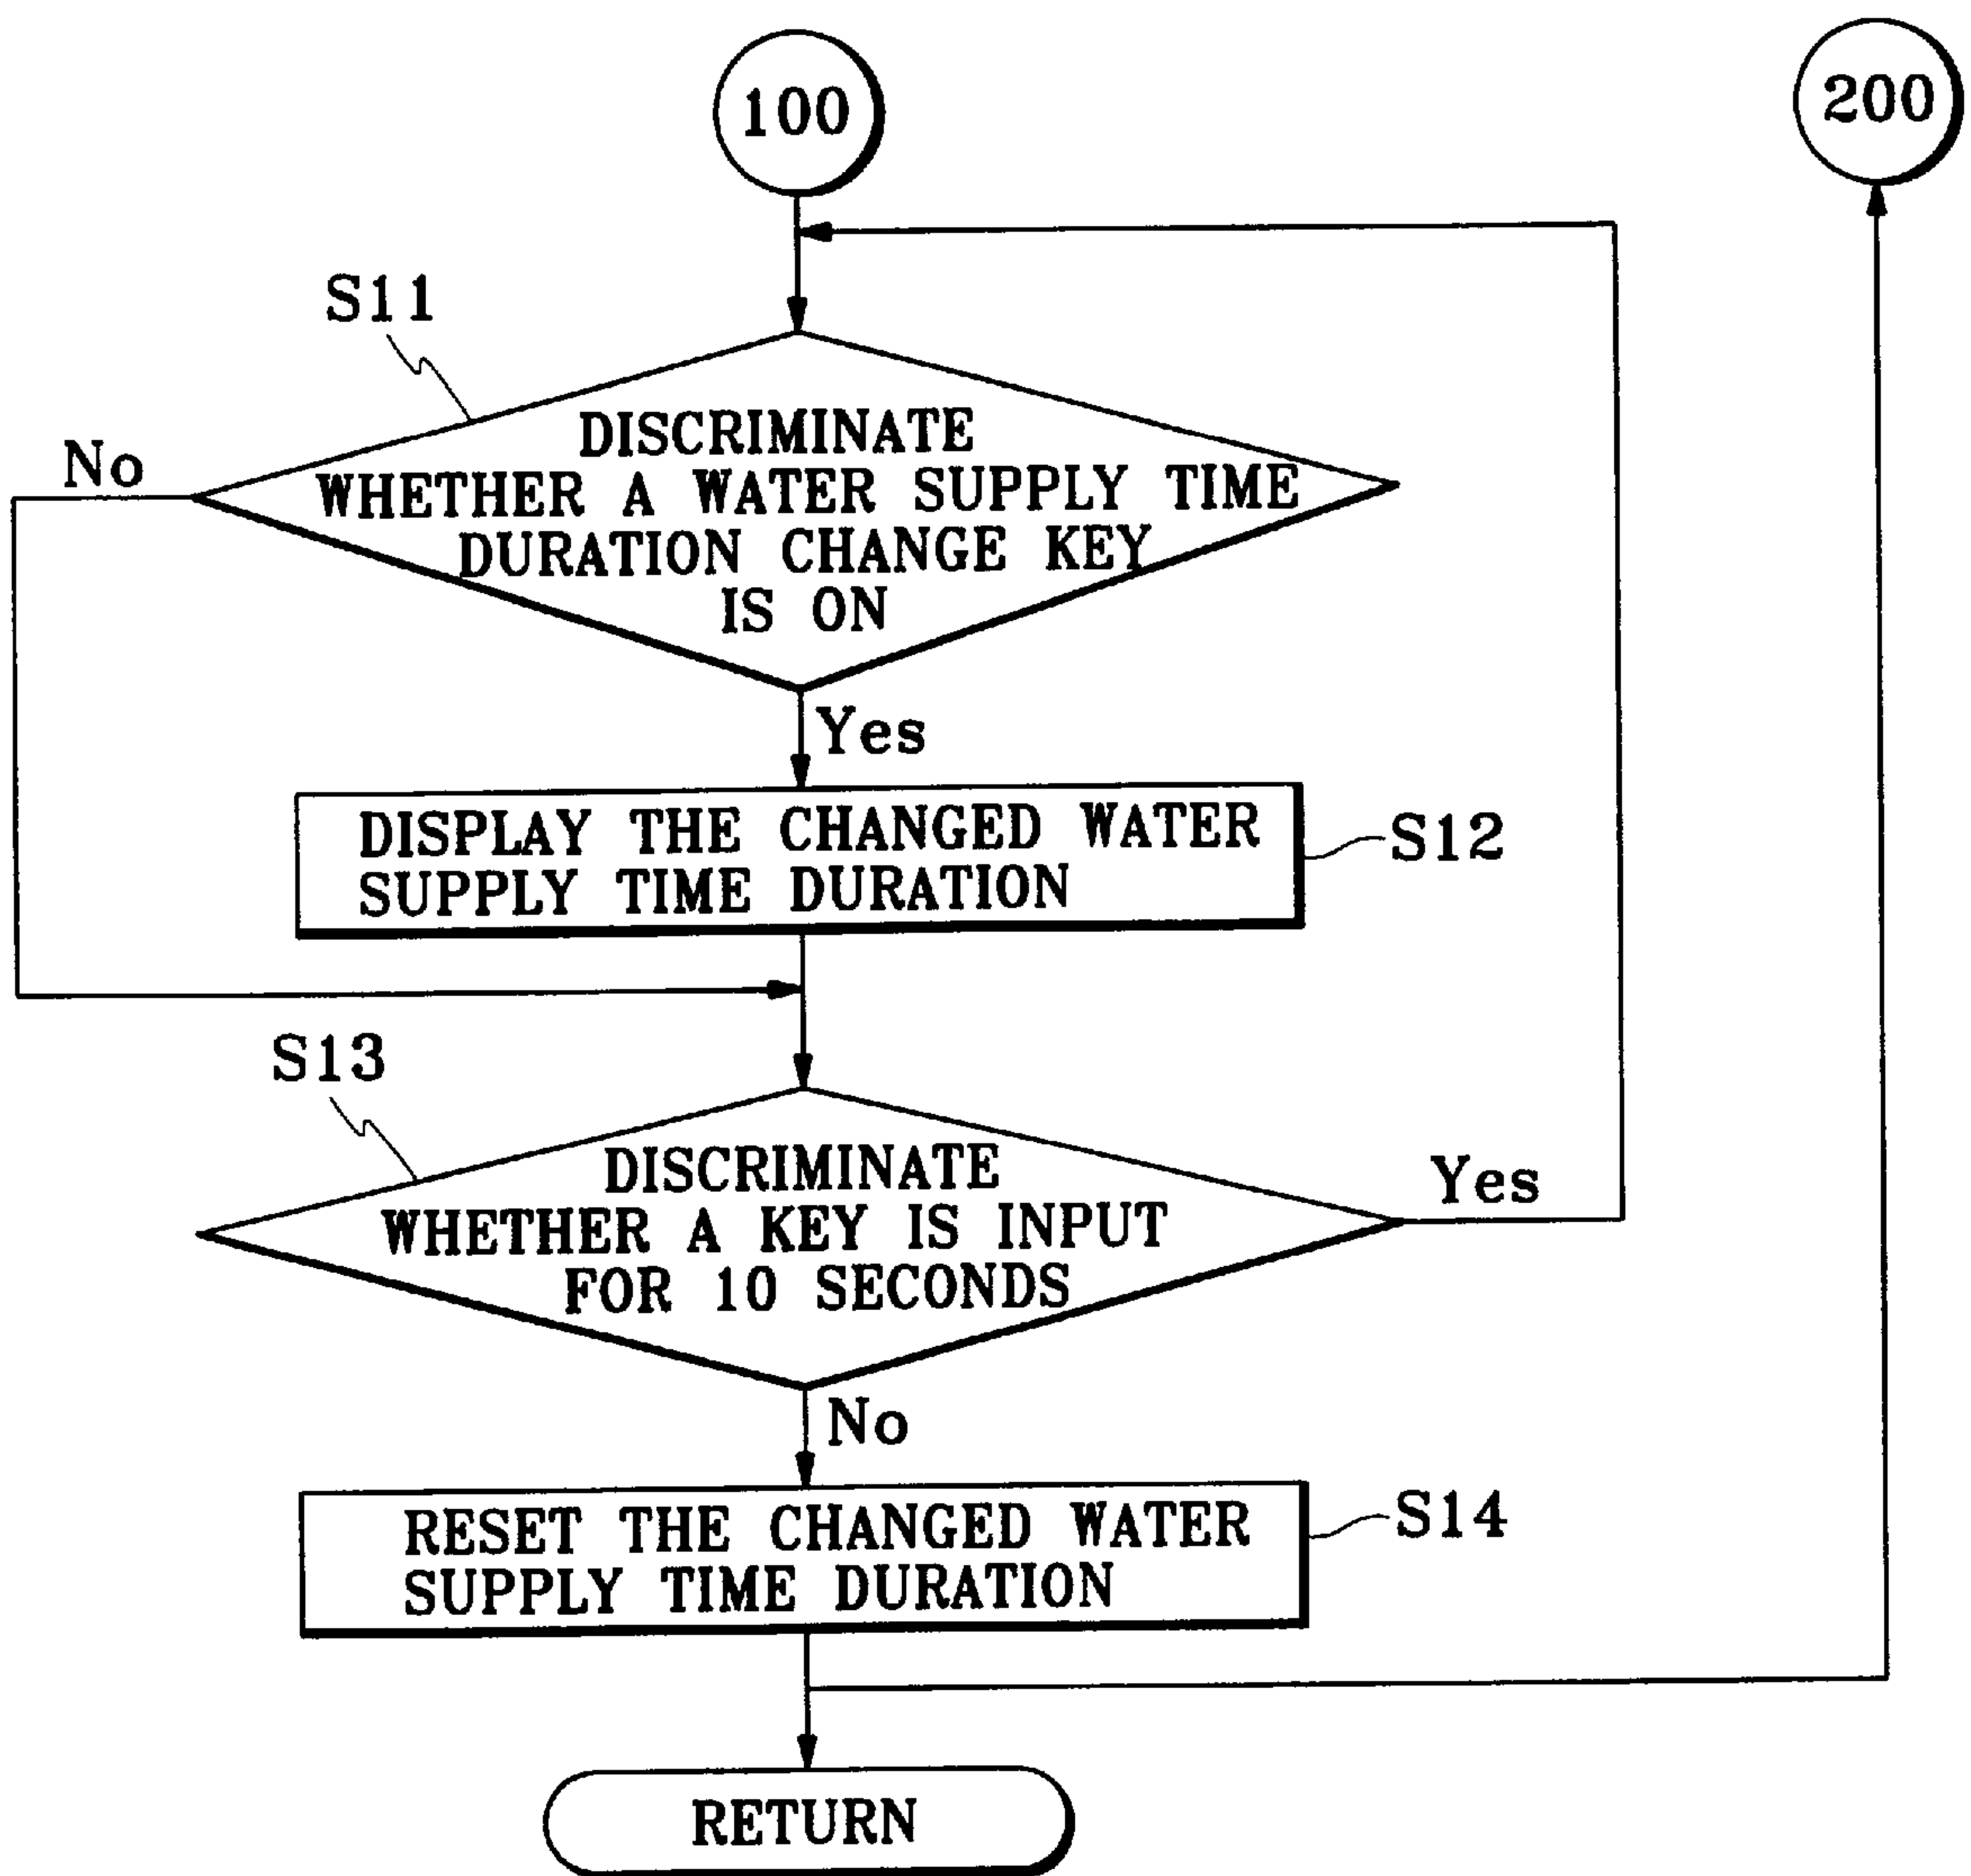 100
200
S11
DISCRIMINATE
WHETHER A WATER SUPPLY TIME
DURATION CHANGE KEY
IS ON
No
Yes
DISPLAY THE CHANGED WATER
SUPPLY TIME DURATION
S12
S13
DISCRIMINATE
WHETHER A KEY IS INPUT
FOR 10 SECONDS
Yes
No
RESET THE CHANGED WATER
SUPPLY TIME DURATION
S14
RETURN